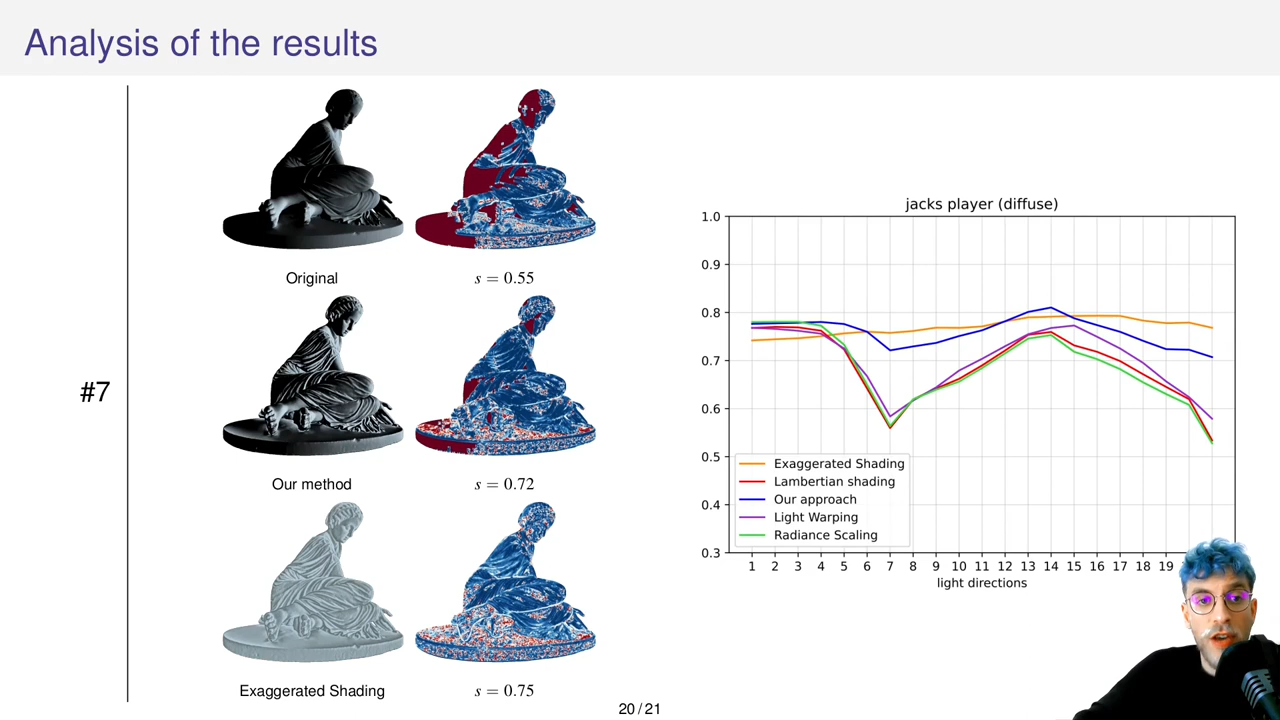 Analysis of the results
#7
Original
s = 0.55
Our method
s = 0.72
Exaggerated Shading
s = 0.75
jacks player (diffuse)
1.0
0.9
0.8
0.7
0.6
0.5
0.4
0.3
Exaggerated Shading
Lambertian shading
Our approach
Light Warping
Radiance Scaling
1 2 3 4 5 6 7 8 9 10 11 12 13 14 15 16 17 18 19
light directions
20 / 21